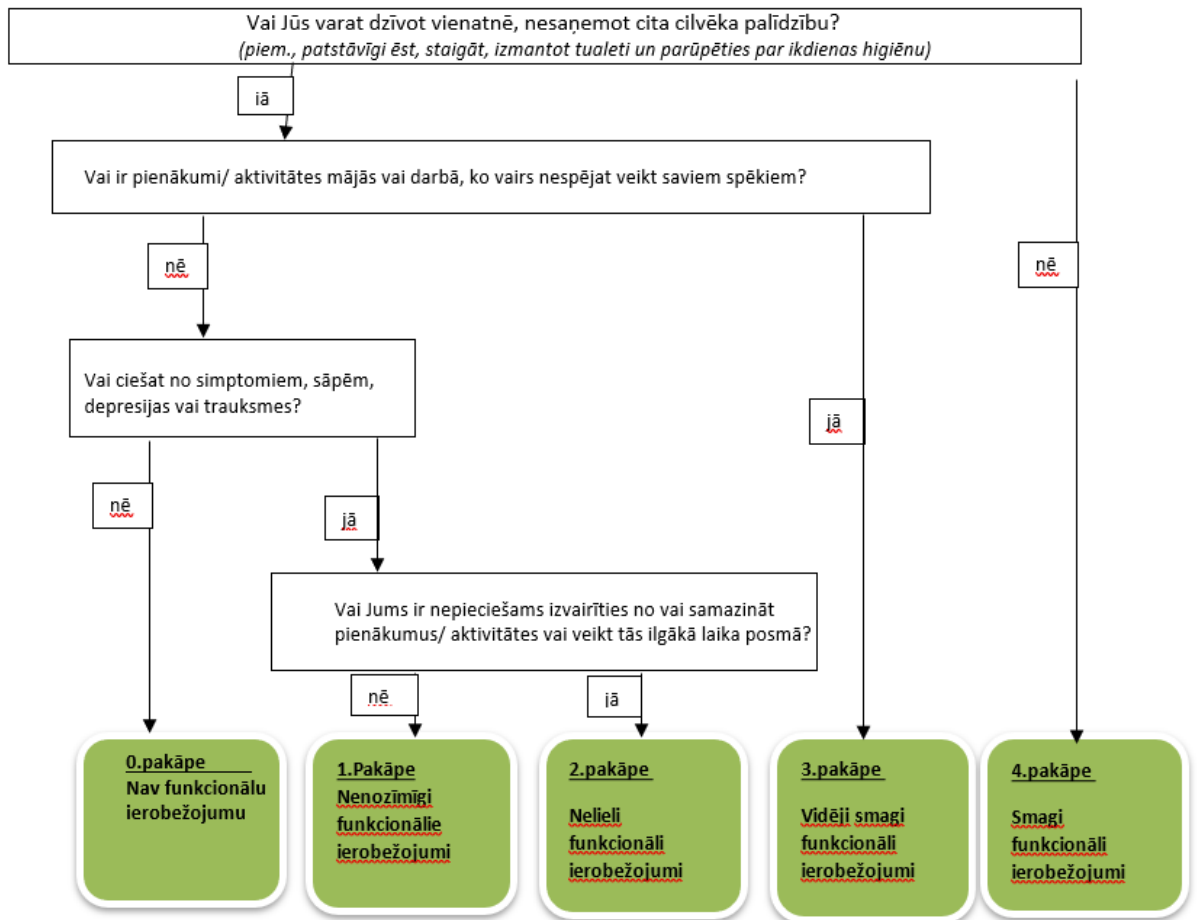 Vai Jūs varat dzīvot vienatnē, nesaņemot cita cilvēka palīdzību?
(piem., patstāvīgi ēst, staigāt, izmantot tualeti un parūpēties par ikdienas higiēnu)
iā
Vai ir pienākumi/ aktivitātes mājās vai darbā, ko vairs nespējat veikt saviem spēkiem?
nē
nē
Vai ciešat no simptomiem, sāpēm,
depresijas vai trauksmes?
jā
nē
jā
Vai Jums ir nepieciešams izvairīties no vai samazināt
pienākumus/ aktivitātes vai veikt tās ilgākā laika posmā?
nē
jā
0.pakāpe
Nav funkcionālu
ierobežojumu
1.Pakāpe
Nenozīmīgi
funkcionālie
ierobežojumi
2.pakāpe
Nelieli
funkcionāli
ierobežojumi
3.pakāpe
Vidēji smagi
funkcionāli
ierobežojumi
4.pakāpe
Smagi
funkcionāli
ierobežojumi